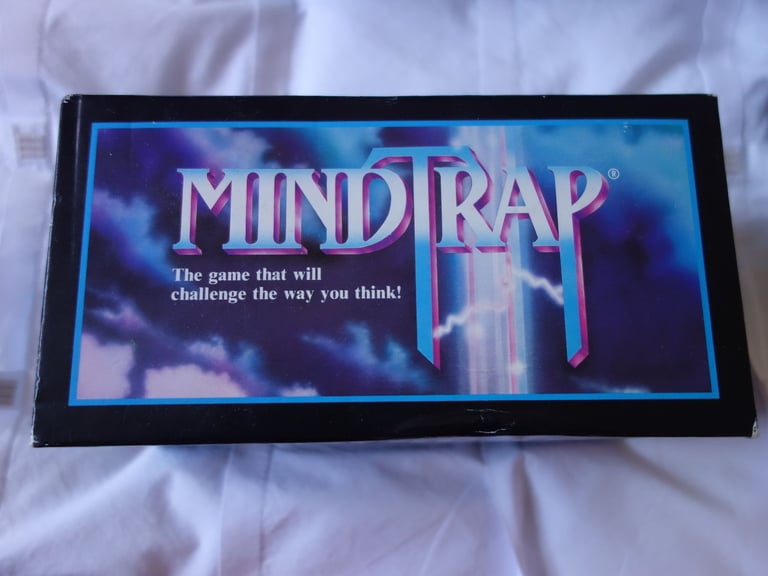 MINDTRAP®
The game that will
challenge the way you think!